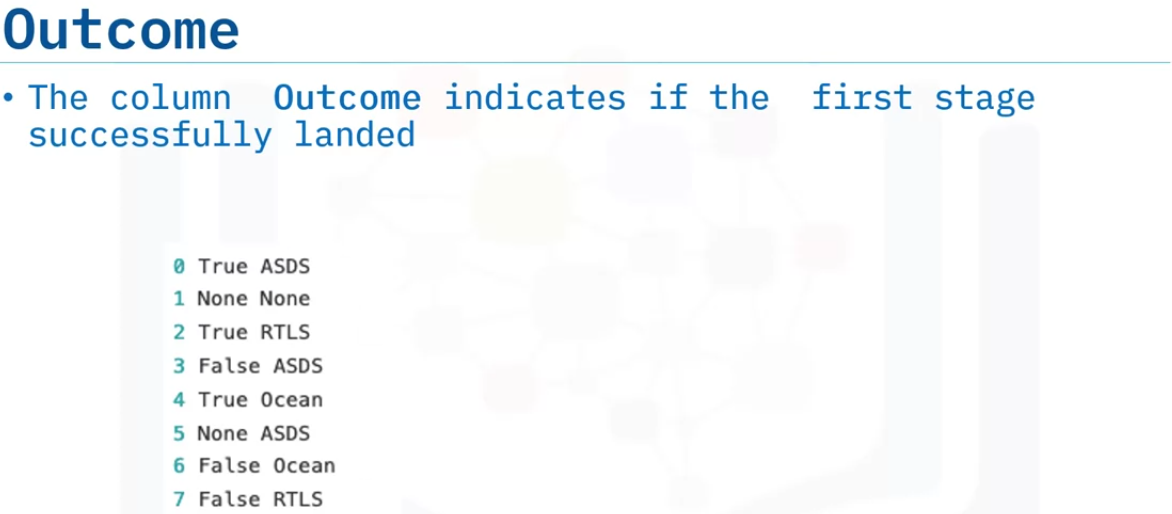 Outcome
• The column Outcome indicates if the first stage
successfully landed
0 True ASDS
1 None None
2 True RTLS
3 False ASDS
4 True Ocean
5 None ASDS
6 False Ocean
7 False RTLS